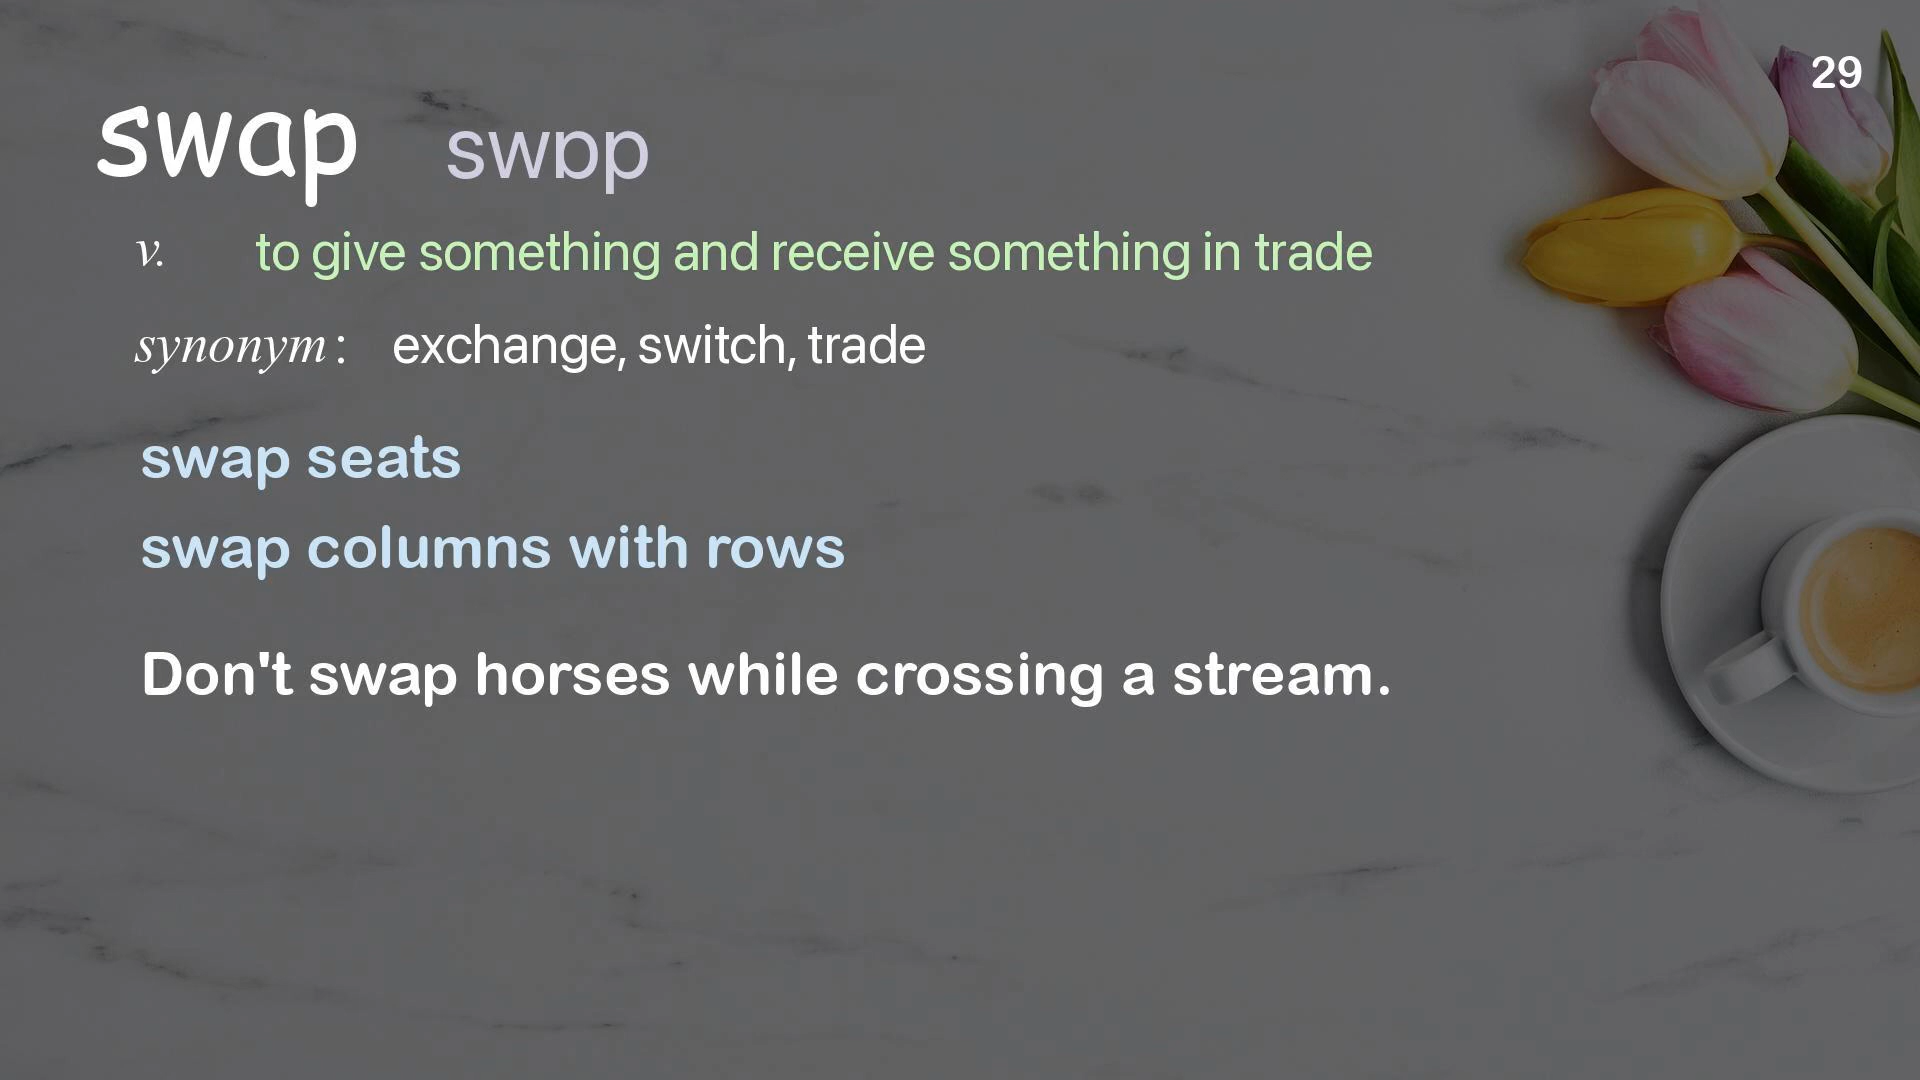 29
swap swɒp
v. to give something and receive something in trade
synonym : exchange, switch, trade
swap seats
swap columns with rows
Don't swap horses while crossing a stream.